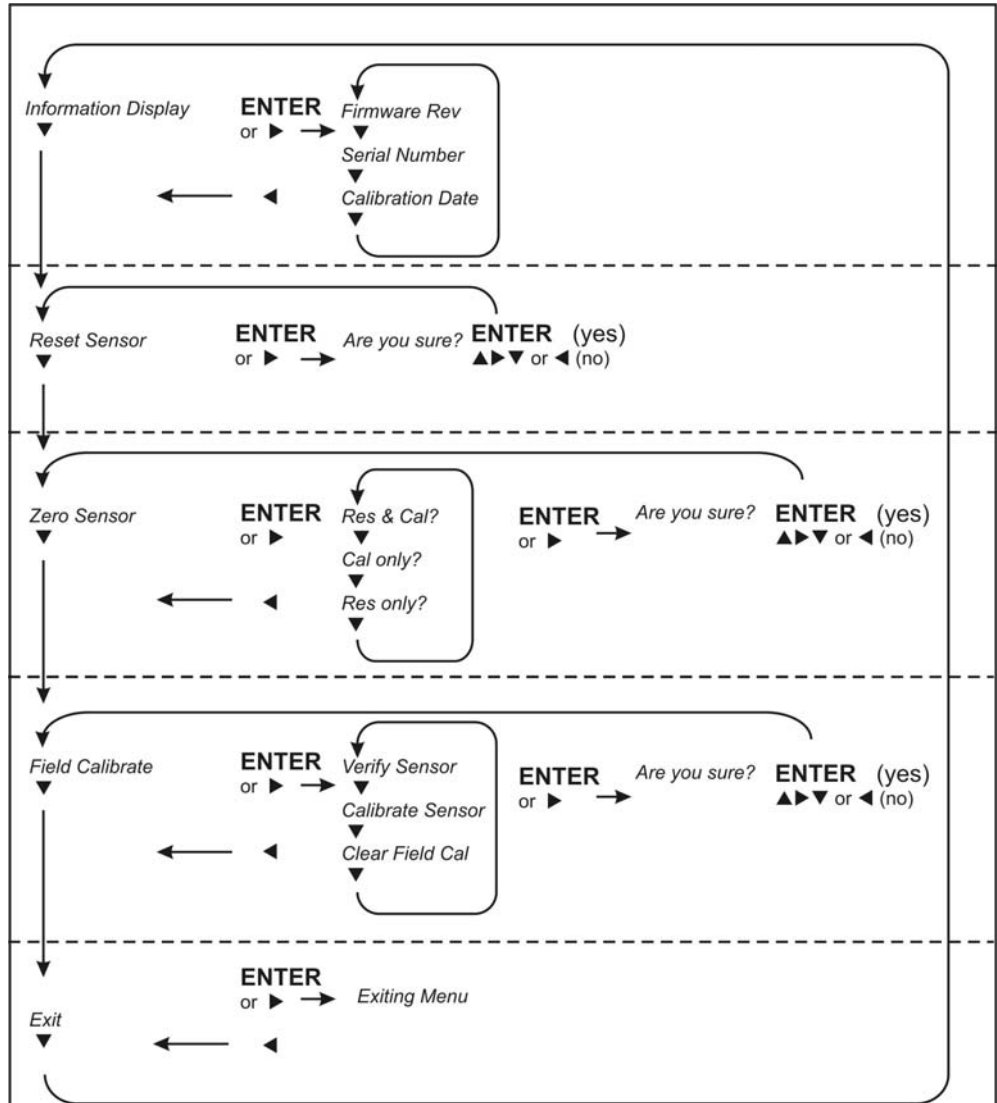 Information Display
▼
ENTER
or ▶
Firmware Rev
▼
Serial Number
▼
◀
Calibration Date
▼
Reset Sensor
▼
ENTER
or ▶
Are you sure?
ENTER (yes)
▲▶▼ or ◀ (no)
Zero Sensor
▼
ENTER
or ▶
Res & Cal?
▼
Cal only?
▼
◀
Res only?
▼
ENTER
or ▶
Are you sure?
ENTER (yes)
▲▶▼ or ◀ (no)
Field Calibrate
▼
ENTER
or ▶
Verify Sensor
▼
Calibrate Sensor
▼
◀
Clear Field Cal
▼
ENTER
or ▶
Are you sure?
ENTER (yes)
▲▶▼ or ◀ (no)
Exit
▼
ENTER
or ▶
Exiting Menu
◀